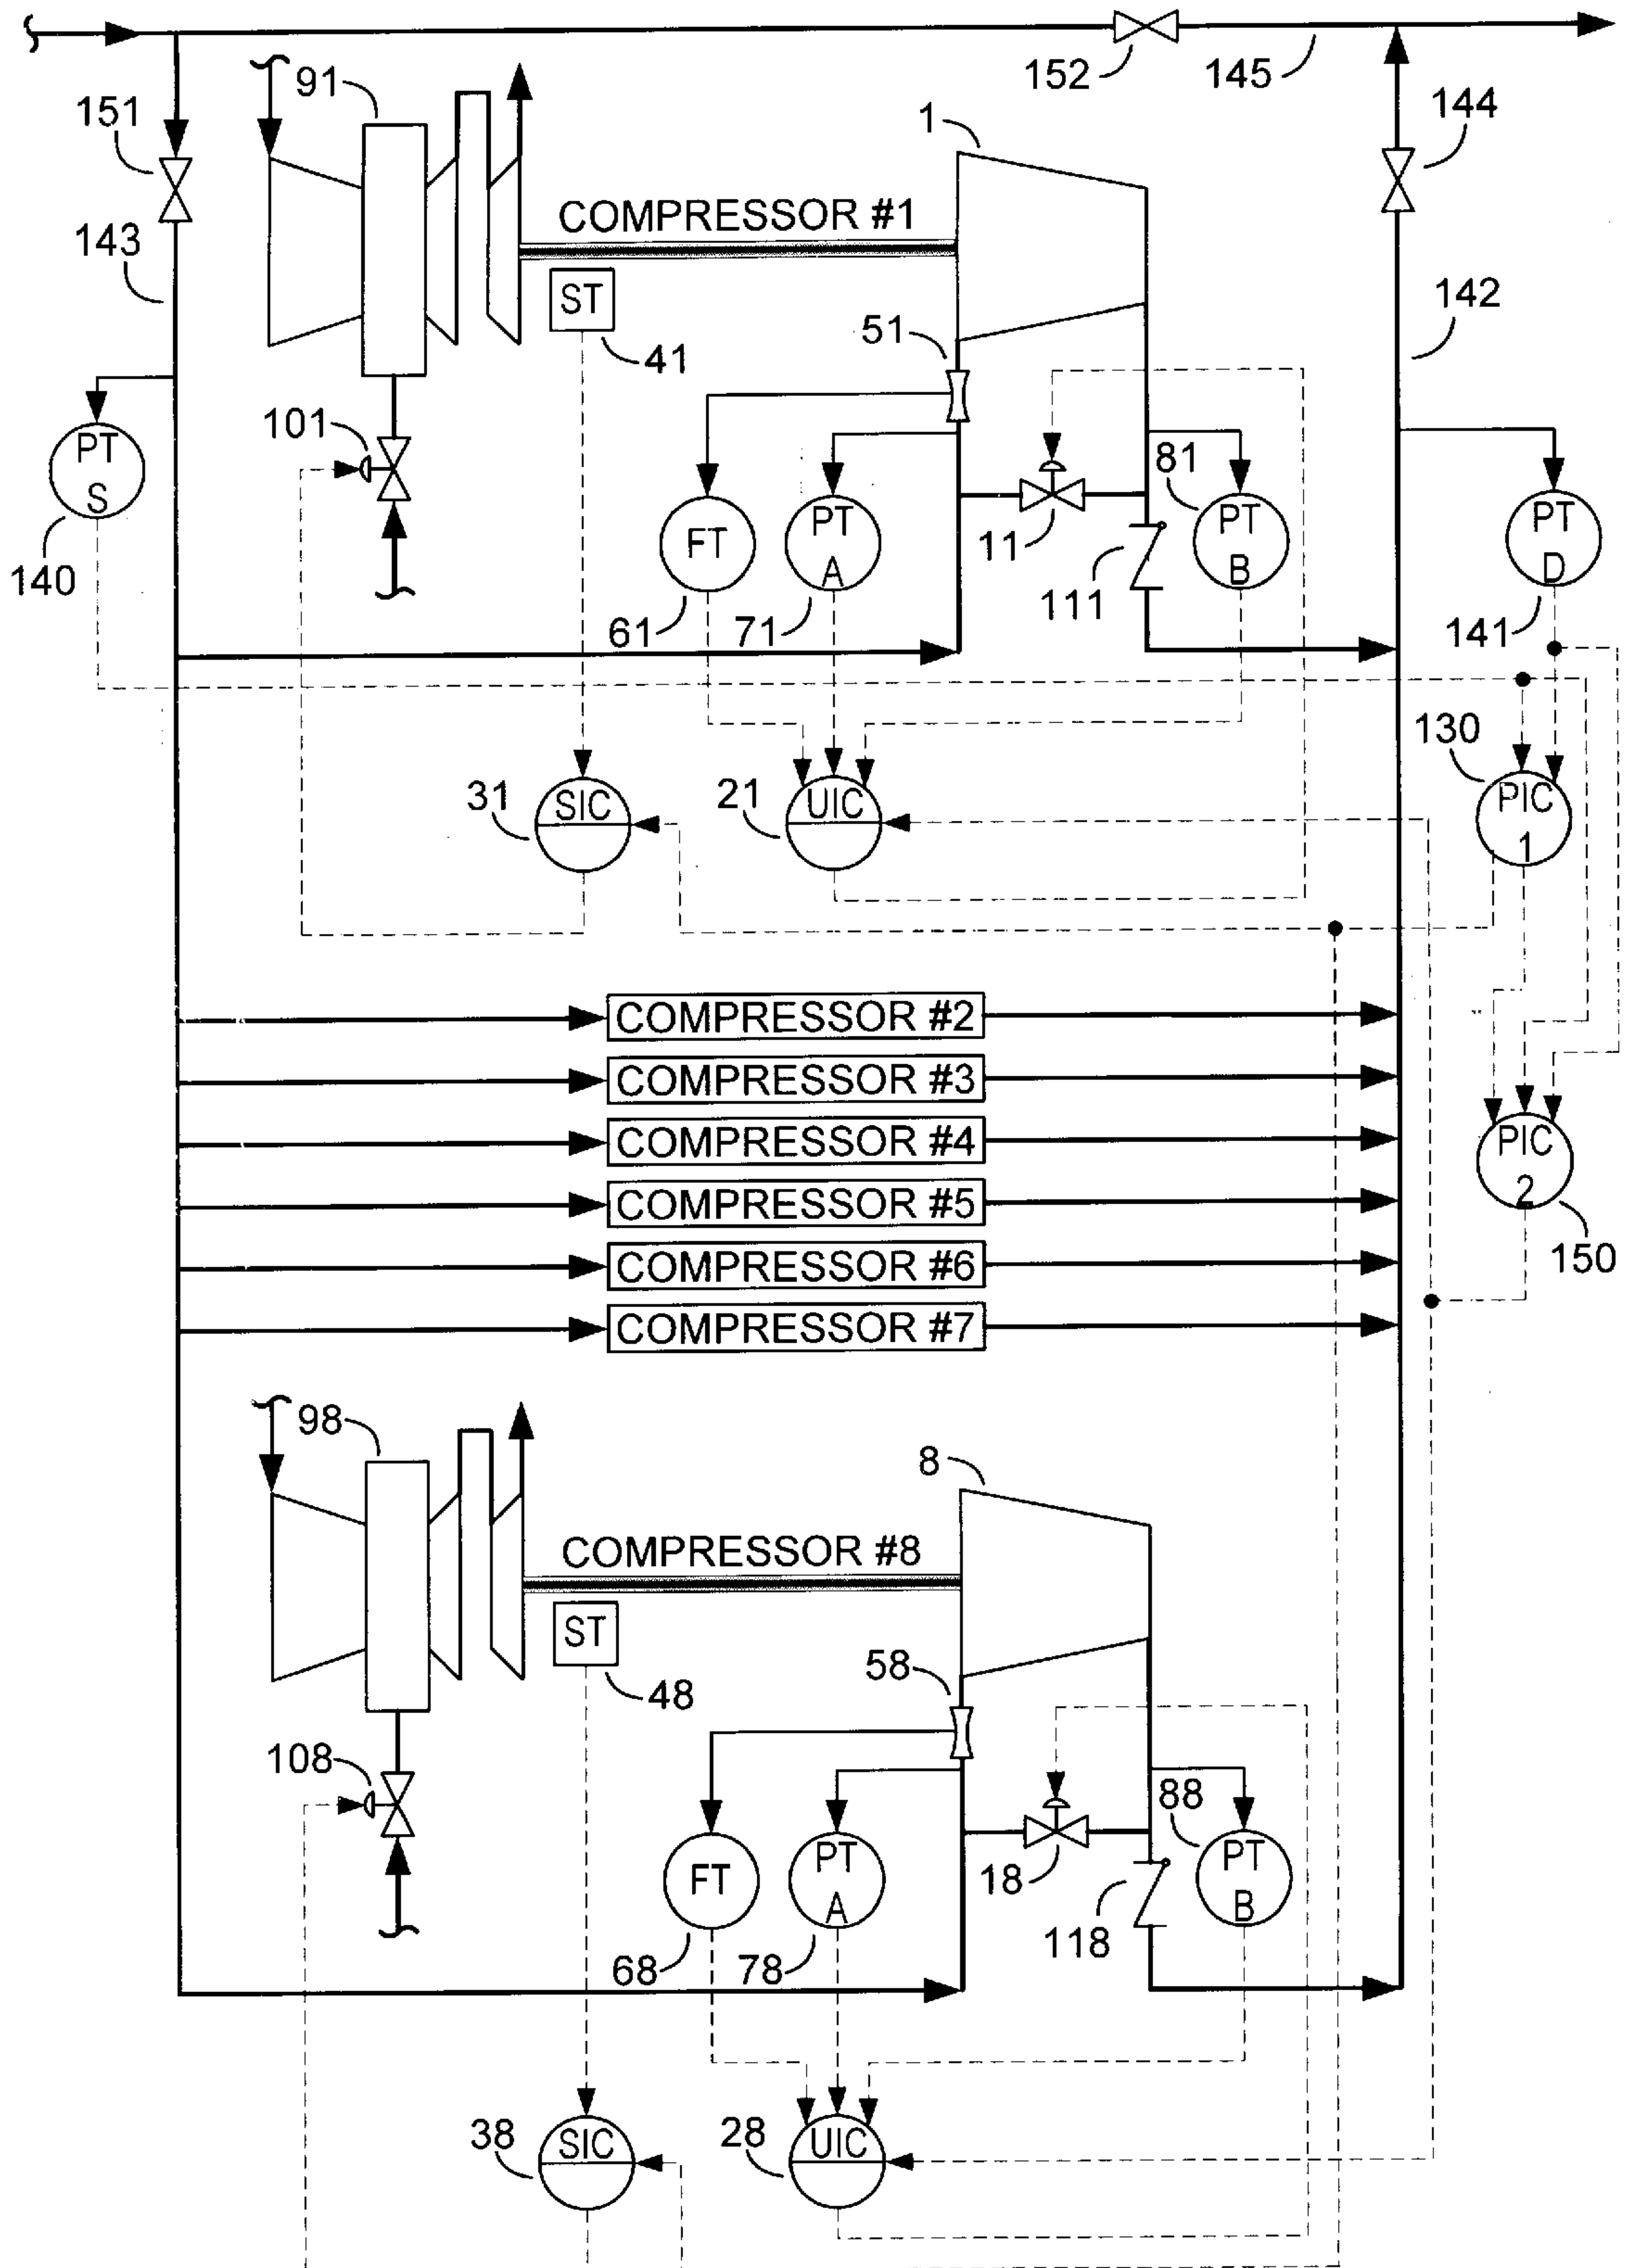 152
145
91
151
1
144
COMPRESSOR #1
143
ST
142
51
41
101
PT
S
81
PT
A
FT
11
PT
B
PT
D
140
111
61
71
141
130
31
SIC
21
UIC
PIC
1
COMPRESSOR #2
COMPRESSOR #3
COMPRESSOR #4
PIC
2
COMPRESSOR #5
COMPRESSOR #6
150
COMPRESSOR #7
98
8
COMPRESSOR #8
ST
58
48
108
88
PT
A
FT
18
PT
B
118
68
78
38
SIC
28
UIC